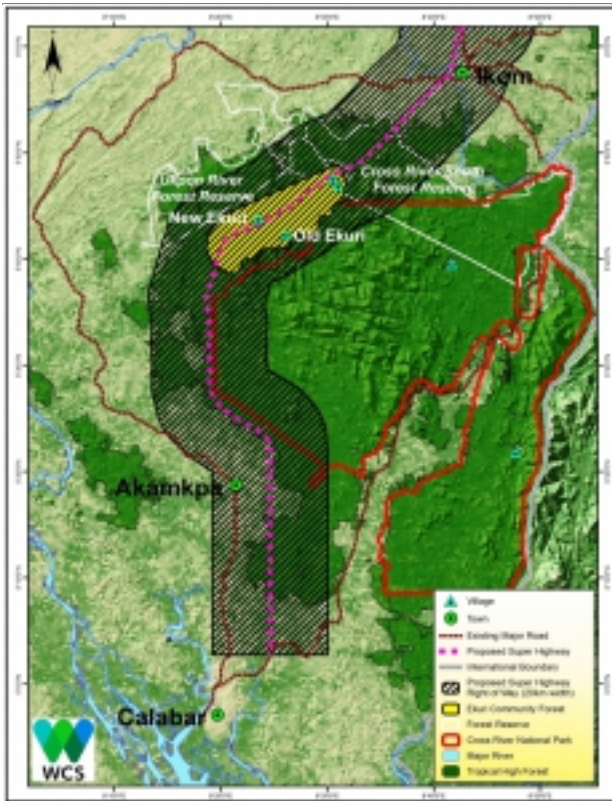 Ikom
Cross River South
Forest Reserve
Ukpon River
Forest Reserve
New Ekuri
Old Ekuri
Akamkpa
Calabar
WCS
Village
Town
Existing Major Road
Proposed Super Highway
International Boundary
Proposed Super Highway
Right of Way (20km width)
Ekuri Community Forest
Forest Reserve
Cross River National Park
Major River
Tropical High Forest